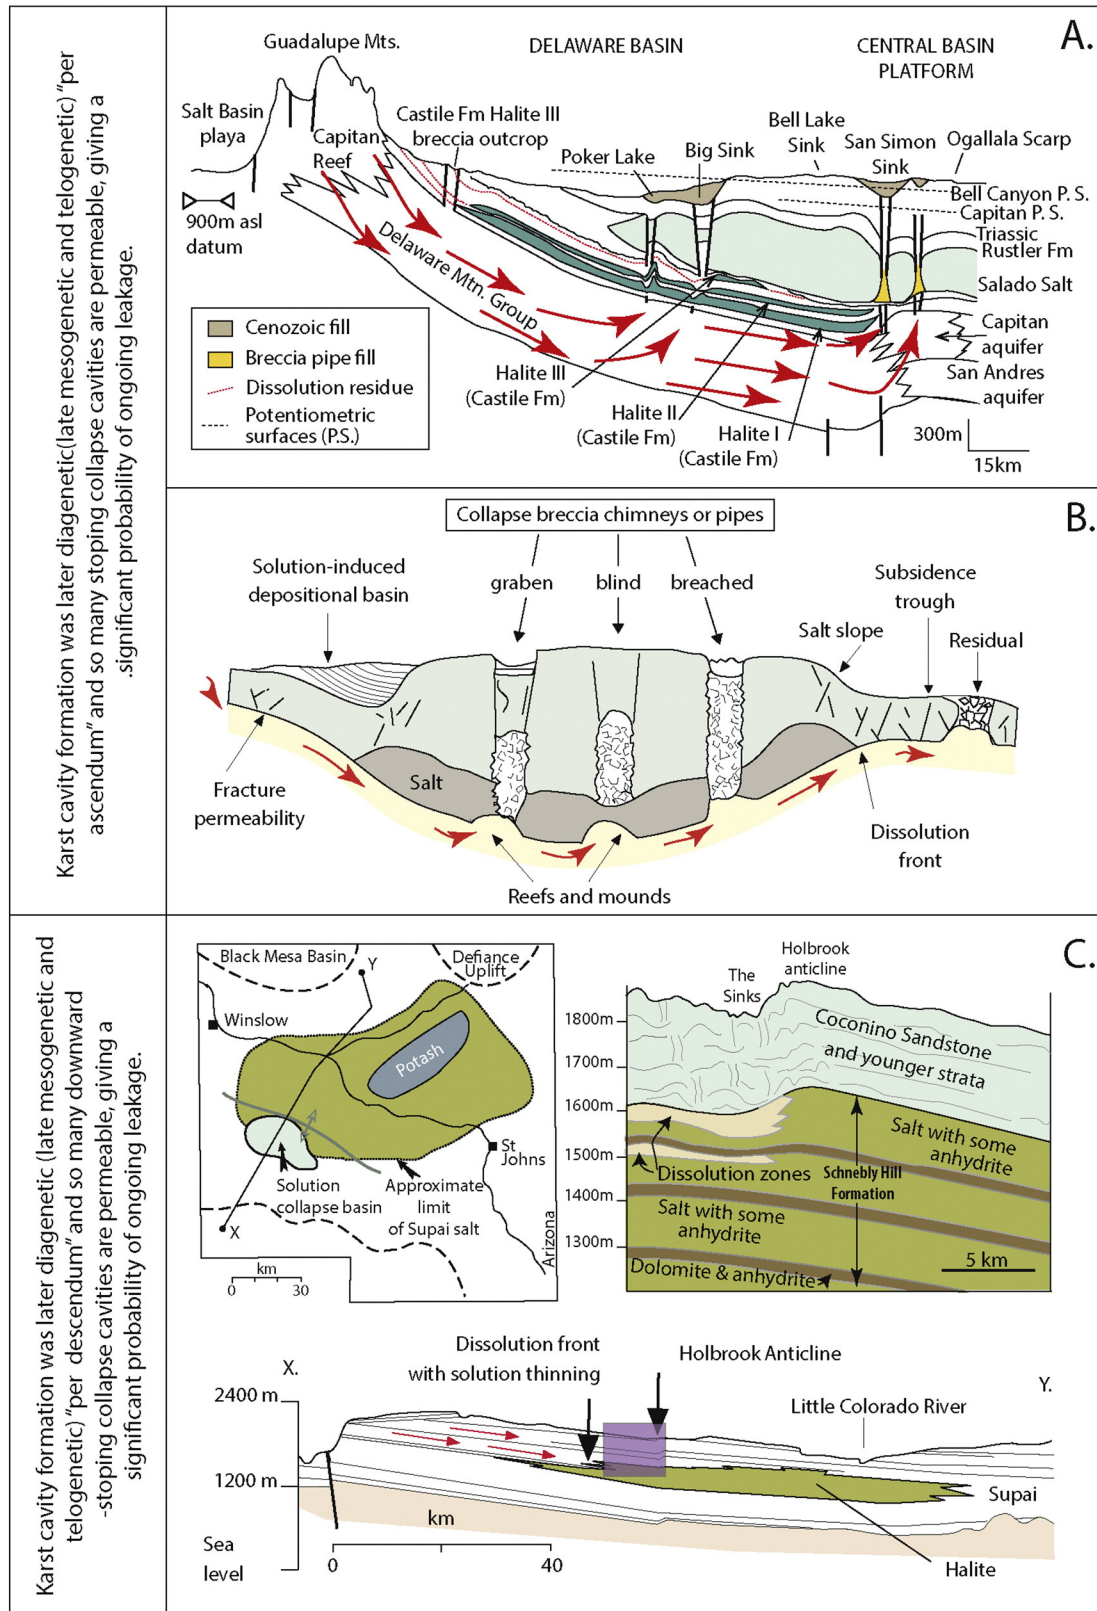 Karst cavity formation was later diagenetic(late mesogenetic and telogenetic) "per
ascendum" and so many stoping collapse cavities are permeable, giving a
.significant probability of ongoing leakage.
A.
Guadalupe Mts.
DELAWARE BASIN
CENTRAL BASIN
PLATFORM
Salt Basin
playa
Capitan
Reef
Castile Fm Halite III
breccia outcrop
Poker Lake
Big Sink
Bell Lake
Sink
San Simon
Sink
Ogallala Scarp
Bell Canyon P. S.
Capitan P. S.
Triassic
Rustler Fm
Salado Salt
Capitan
aquifer
San Andres
aquifer
900m asl
datum
Delaware Mtn. Group
Halite III
(Castile Fm)
Halite II
(Castile Fm)
Halite I
(Castile Fm)
300m
15km
Cenozoic fill
Breccia pipe fill
Dissolution residue
Potentiometric
surfaces (P.S.)
B.
Collapse breccia chimneys or pipes
graben
blind
breached
Solution-induced
depositional basin
Subsidence
trough
Salt slope
Residual
Salt
Fracture
permeability
Dissolution
front
Reefs and mounds
Karst cavity formation was later diagenetic (late mesogenetic and
telogenetic) "per descendum" and so many downward
-stoping collapse cavities are permeable, giving a
significant probability of ongoing leakage.
C.
Black Mesa Basin
Y
Defiance
Uplift
Winslow
Potash
St
Johns
Solution
collapse basin
Approximate
limit
of Supai salt
X
Arizona
km
0
30
The
Sinks
Holbrook
anticline
1800m
1700m
1600m
1500m
1400m
1300m
Coconino Sandstone
and younger strata
Salt with some
anhydrite
Dissolution zones
Schnebly Hill
Formation
Salt with some
anhydrite
Dolomite & anhydrite
5 km
Dissolution front
with solution thinning
Holbrook Anticline
X.
Y.
Little Colorado River
2400 m
1200 m
Sea
level
km
0
40
Supai
Halite